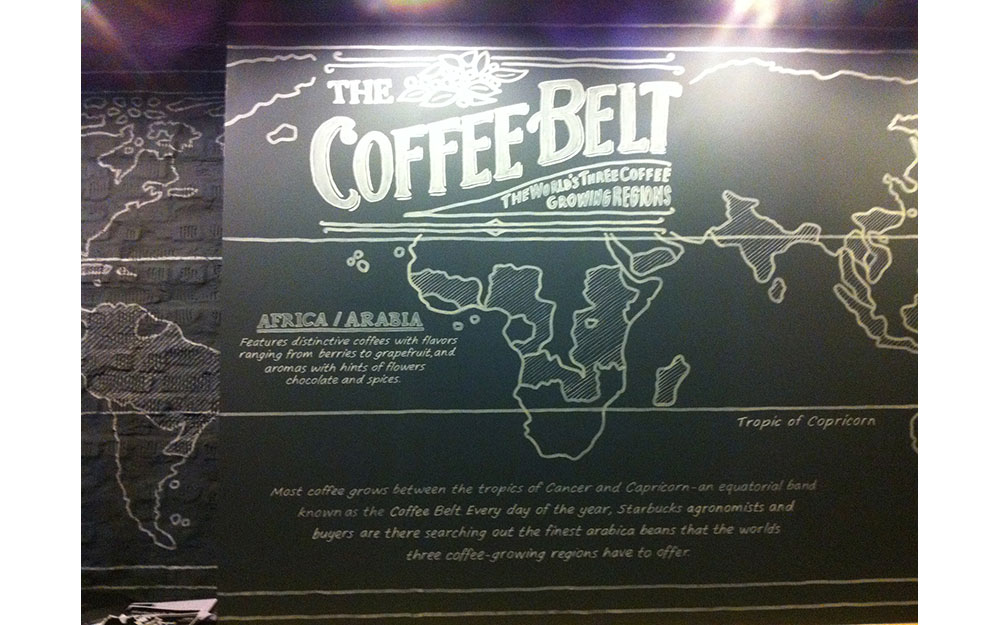 THE
COFFEE BELT
THE WORLD'S THREE COFFEE
GROWING REGIONS
AFRICA / ARABIA
Features distinctive coffees with flavors
ranging from berries to grapefruit, and
aromas with hints of flowers
chocolate and spices.
Tropic of Capricorn
Most coffee grows between the tropics of Cancer and Capricorn-an equatorial band
known as the Coffee Belt Every day of the year, Starbucks agronomists and
buyers are there searching out the finest arabica beans that the worlds
three coffee-growing regions have to offer.